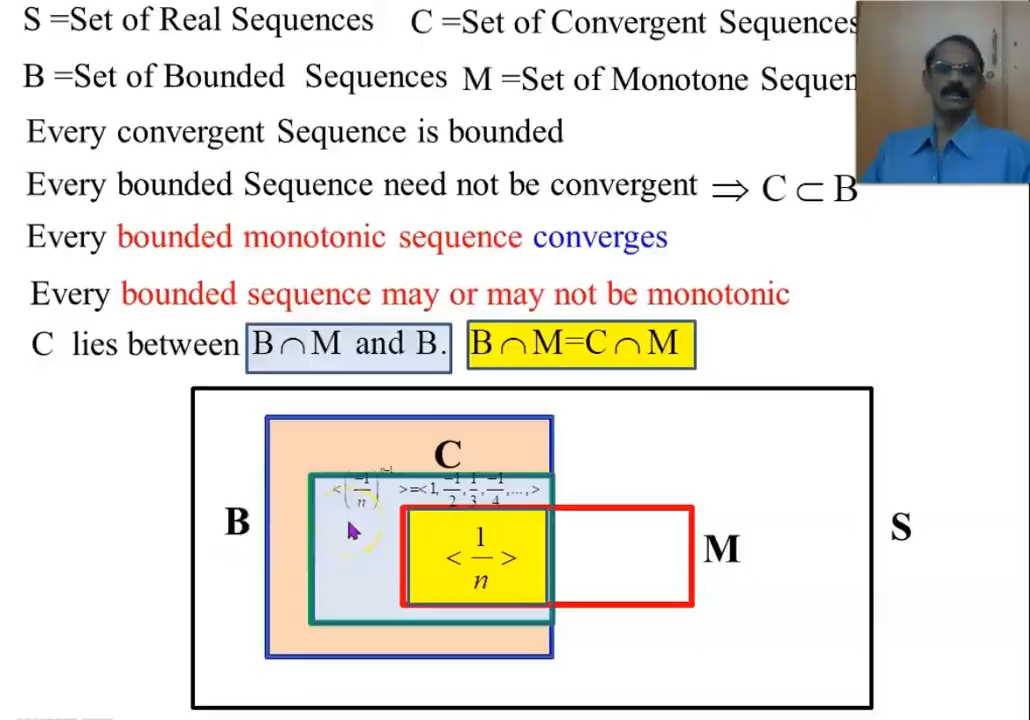 S =Set of Real Sequences C =Set of Convergent Sequences
B =Set of Bounded Sequences M =Set of Monotone Sequen
Every convergent Sequence is bounded
Every bounded Sequence need not be convergent ⇒ C ⊂ B
Every bounded monotonic sequence converges
Every bounded sequence may or may not be monotonic
C lies between B∩M and B. B∩M=C∩M
C
<(-1/n)^n-1>=<1, -1/2, 1/3, -1/4,...,>
B
<1/n>
M
S